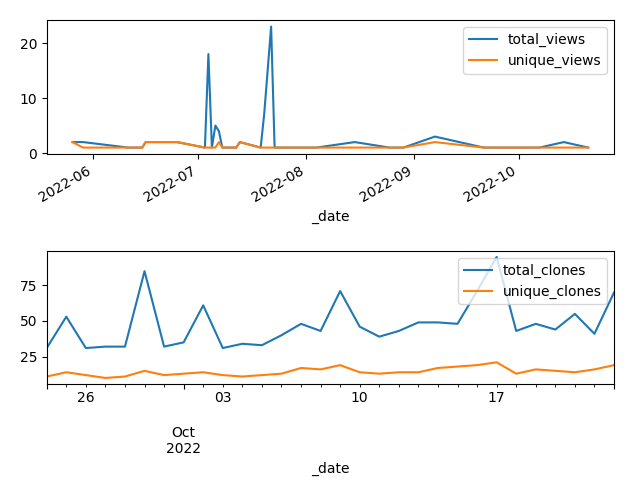 20
10
0
total_views
unique_views
2022-06
2022-07
2022-08
2022-09
2022-10
_date
75
50
25
total_clones
unique_clones
26
03
10
17
Oct
2022
_date